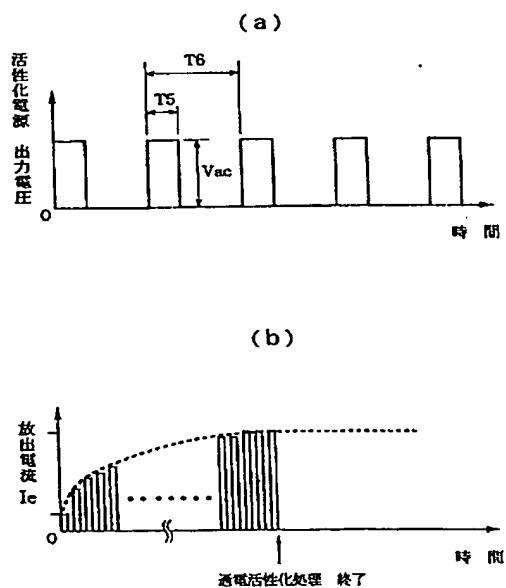 (a)
T6
T5
Vac
活性化電源 出力電圧
0
時 間
(b)
放出電流
Ie
0
時 間
通電活性化処理 終了